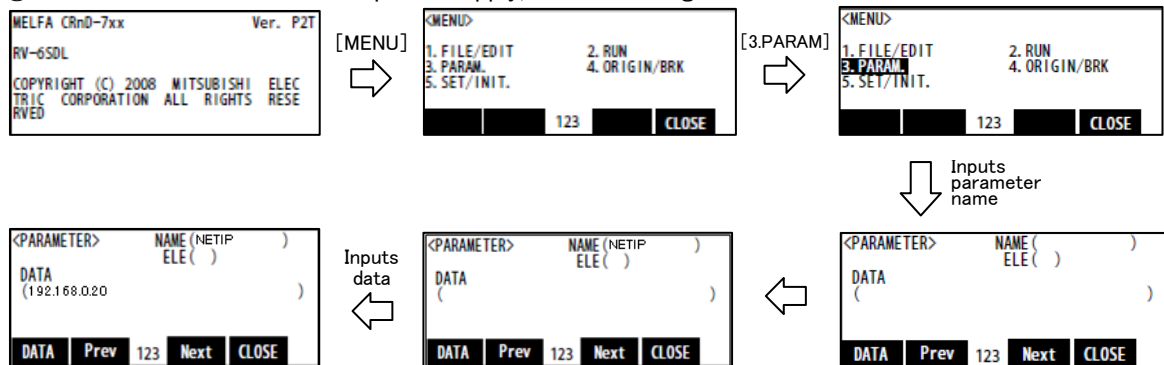 MELFA CRnD-7xx Ver. P2T
RV-6SDL
COPYRIGHT (C) 2008 MITSUBISHI ELEC
TRIC CORPORATION ALL RIGHTS RESE
RVED
[MENU]
<MENU>
1. FILE/EDIT 2. RUN
3. PARAM. 4. ORIGIN/BRK
5. SET/INIT.
123 CLOSE
[3.PARAM]
<MENU>
1. FILE/EDIT 2. RUN
3. PARAM. 4. ORIGIN/BRK
5. SET/INIT.
123 CLOSE
Inputs
parameter
name
<PARAMETER> NAME( )
ELE( )
DATA
( )
DATA Prev 123 Next CLOSE
<PARAMETER> NAME(NETIP )
ELE( )
DATA
( )
DATA Prev 123 Next CLOSE
Inputs
data
<PARAMETER> NAME(NETIP )
ELE( )
DATA
(192.168.0.20 )
DATA Prev 123 Next CLOSE